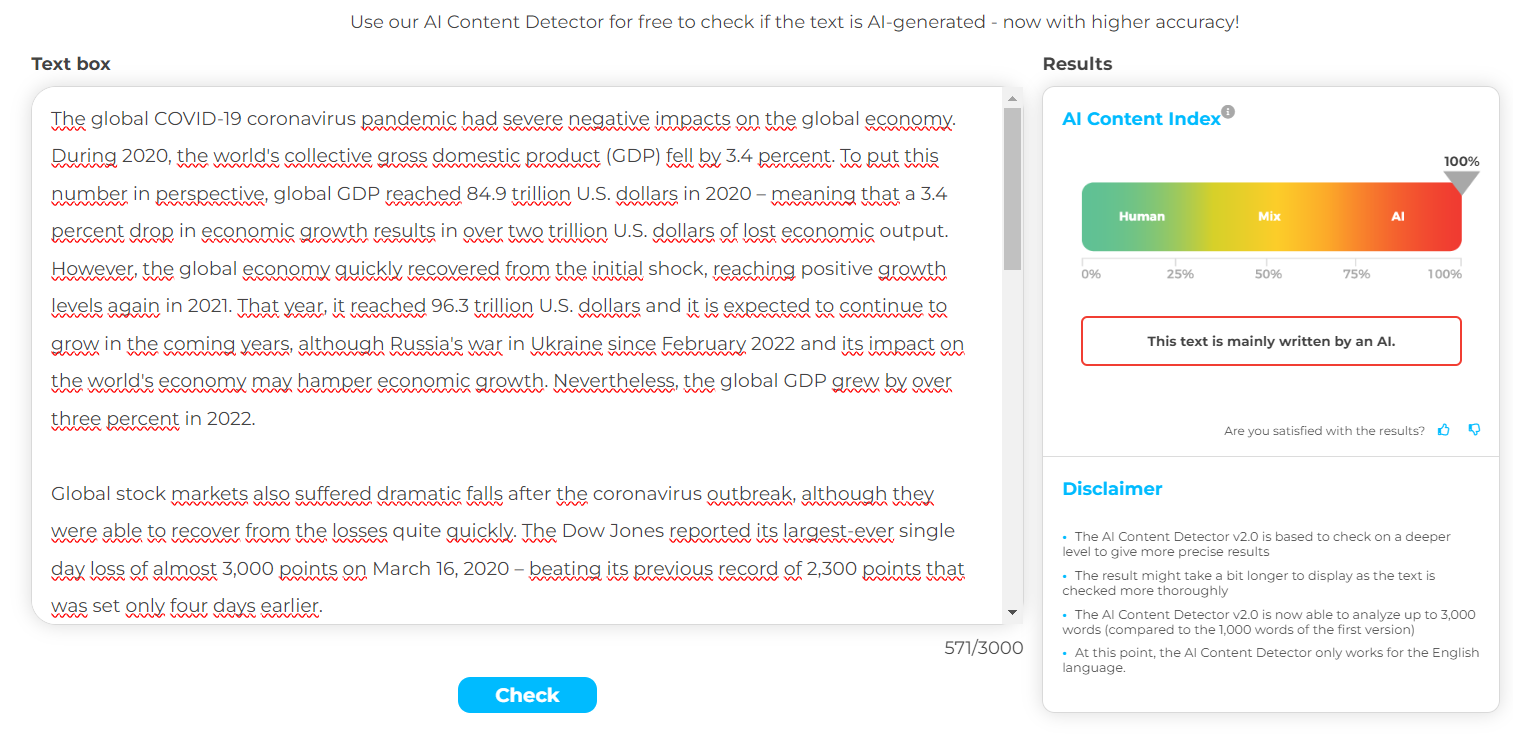 Use our AI Content Detector for free to check if the text is AI-generated - now with higher accuracy!
Text box
The global COVID-19 coronavirus pandemic had severe negative impacts on the global economy.
During 2020, the world's collective gross domestic product (GDP) fell by 3.4 percent. To put this
number in perspective, global GDP reached 84.9 trillion U.S. dollars in 2020 – meaning that a 3.4
percent drop in economic growth results in over two trillion U.S. dollars of lost economic output.
However, the global economy quickly recovered from the initial shock, reaching positive growth
levels again in 2021. That year, it reached 96.3 trillion U.S. dollars and it is expected to continue to
grow in the coming years, although Russia's war in Ukraine since February 2022 and its impact on
the world's economy may hamper economic growth. Nevertheless, the global GDP grew by over
three percent in 2022.
Global stock markets also suffered dramatic falls after the coronavirus outbreak, although they
were able to recover from the losses quite quickly. The Dow Jones reported its largest-ever single
day loss of almost 3,000 points on March 16, 2020 – beating its previous record of 2,300 points that
was set only four days earlier.
571/3000
Check
Results
AI Content Index
100%
Human Mix AI
0% 25% 50% 75% 100%
This text is mainly written by an AI.
Are you satisfied with the results?
Disclaimer
• The AI Content Detector v2.0 is based to check on a deeper
level to give more precise results
• The result might take a bit longer to display as the text is
checked more thoroughly
• The AI Content Detector v2.0 is now able to analyze up to 3,000
words (compared to the 1,000 words of the first version)
• At this point, the AI Content Detector only works for the English
language.